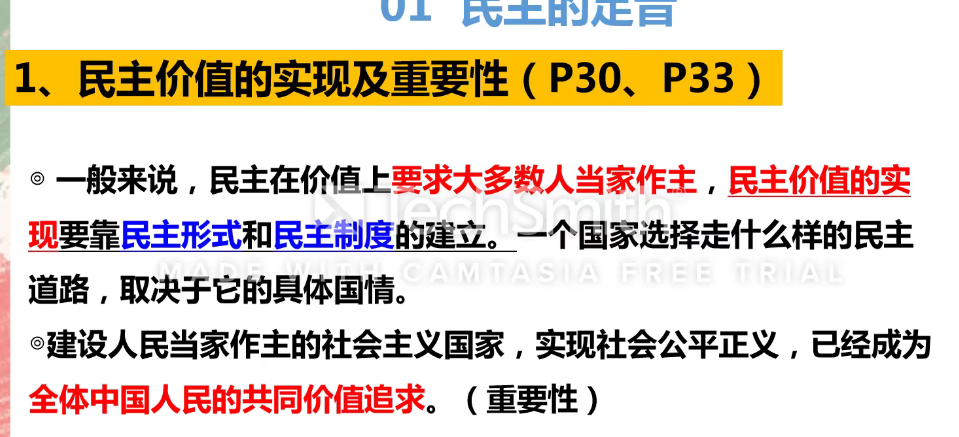 01 民主的足音
1、民主价值的实现及重要性（P30、P33）
◎ 一般来说，民主在价值上要求大多数人当家作主，民主价值的实
现要靠民主形式和民主制度的建立。一个国家选择走什么样的民主
道路，取决于它的具体国情。
◎建设人民当家作主的社会主义国家，实现社会公平正义，已经成为
全体中国人民的共同价值追求。（重要性）
TechSmith
MADE WITH CAMTASIA FREE TRIAL